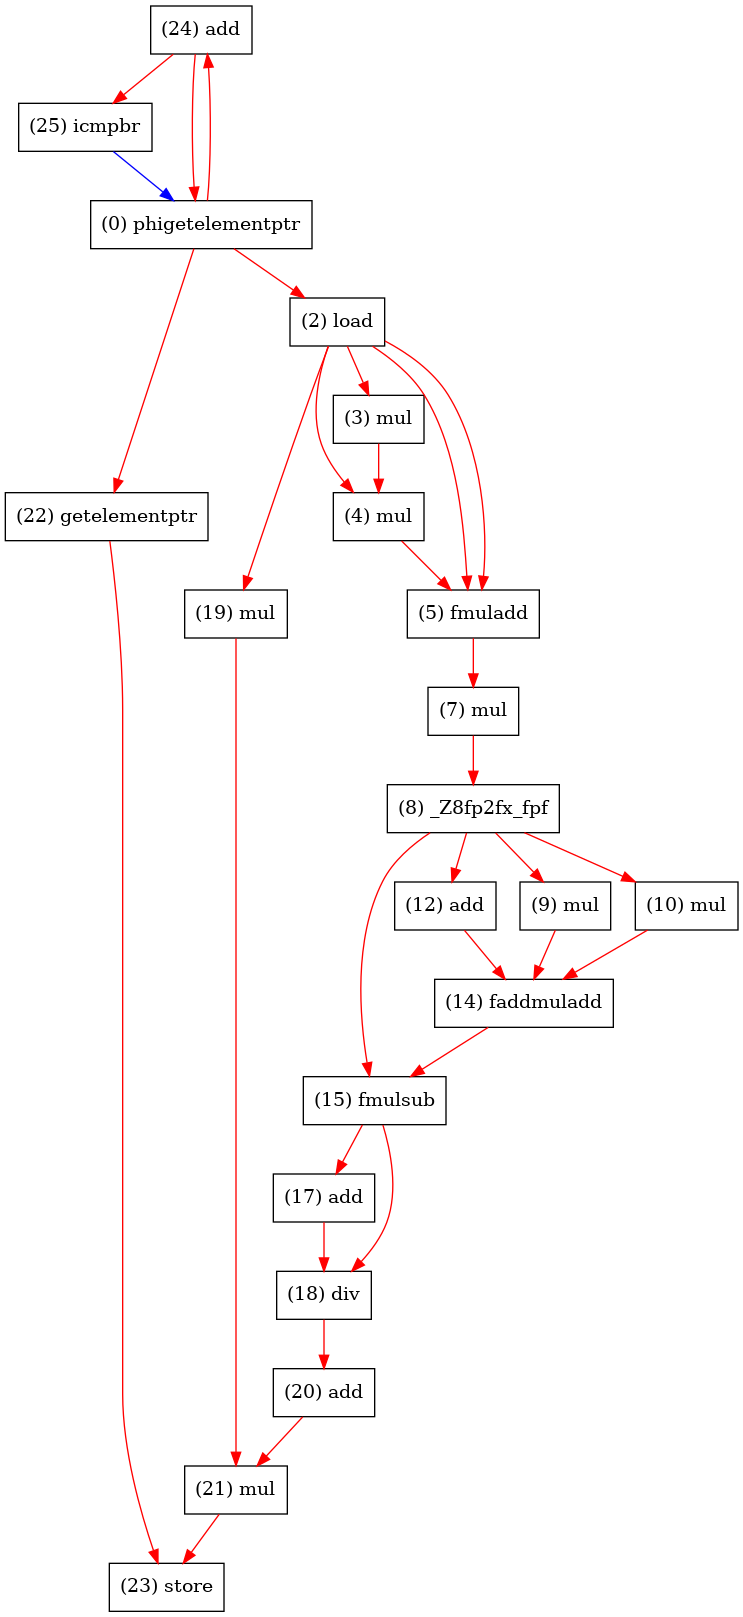 (24) add
(25) icmpbr
(0) phigetelementptr
(2) load
(3) mul
(22) getelementptr
(4) mul
(19) mul
(5) fmuladd
(7) mul
(8) _Z8fp2fx_fpf
(12) add
(9) mul
(10) mul
(14) faddmuladd
(15) fmulsub
(17) add
(18) div
(20) add
(21) mul
(23) store